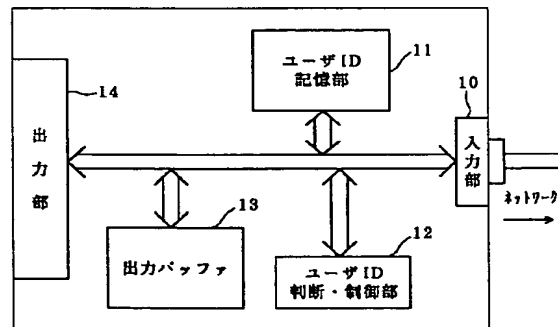 ユーザID
記憶部
11
10
14
出力部
入力部
ネットワーク
13
出力バッファ
12
ユーザID
判断・制御部